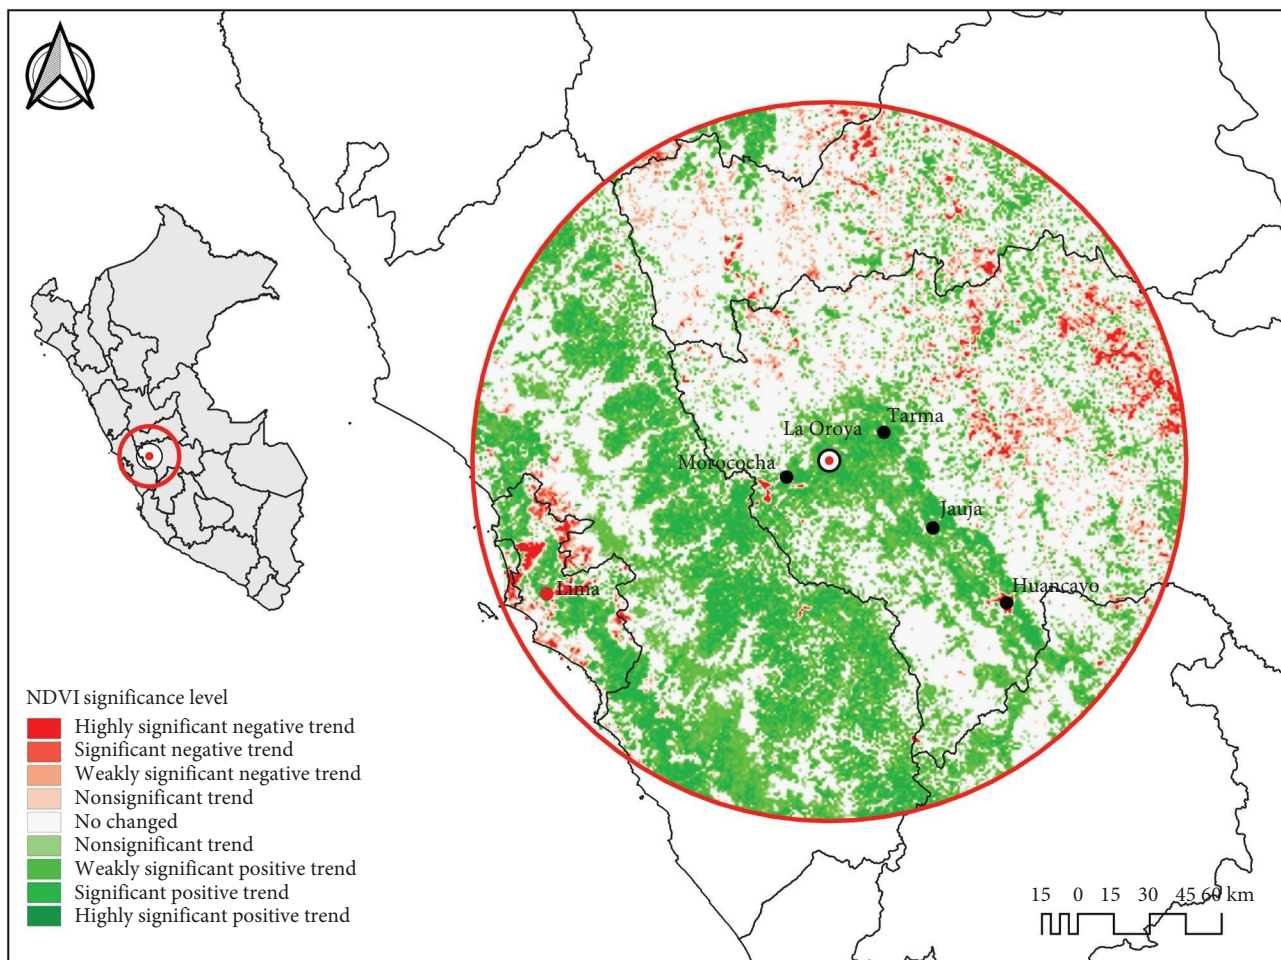 La Oroya
Tarma
Morococha
Jauja
Huancayo
Lima
NDVI significance level
Highly significant negative trend
Significant negative trend
Weakly significant negative trend
Nonsignificant trend
No changed
Nonsignificant trend
Weakly significant positive trend
Significant positive trend
Highly significant positive trend
15 0 15 30 45 60 km